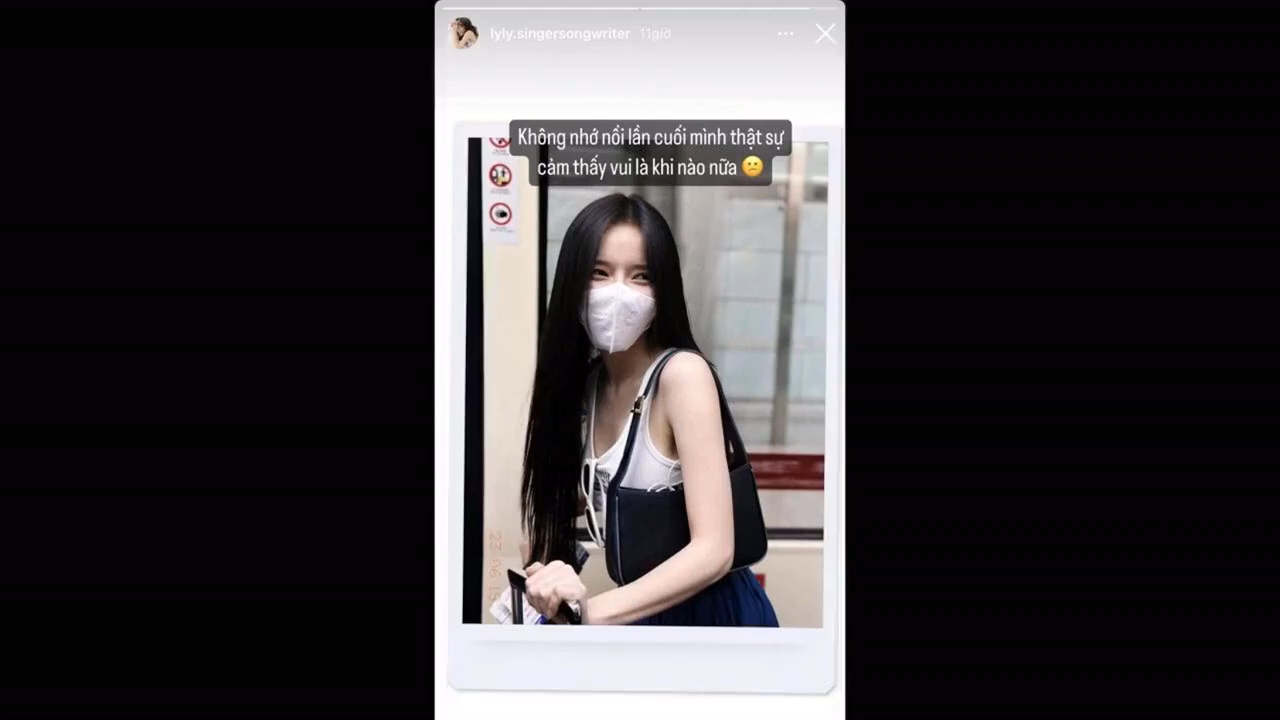 lyly.singersongwriter 11giờ
Không nhớ nổi lần cuối mình thật sự
cảm thấy vui là khi nào nữa 😕